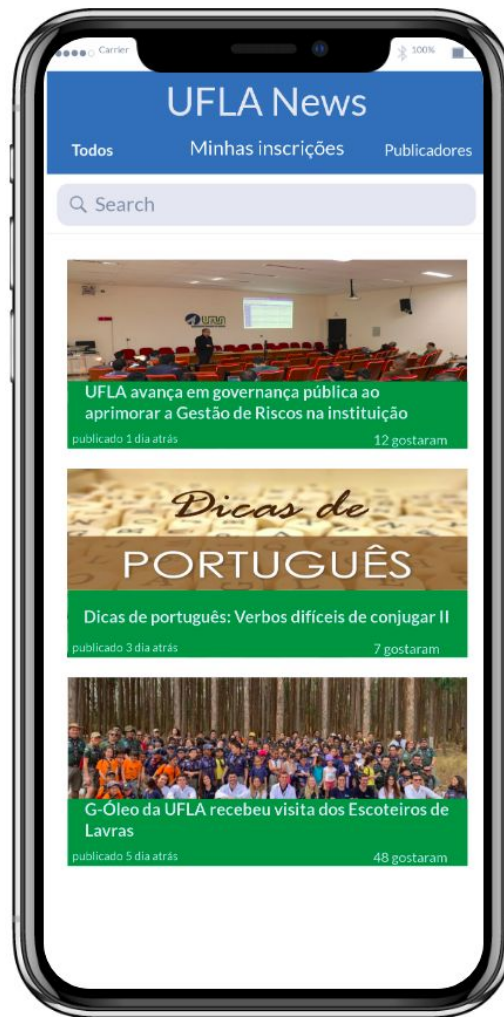 Carrier
100%
UFLA News
Todos Minhas inscrições Publicadores
Search
UFLA
UFLA avança em governança pública ao
aprimorar a Gestão de Riscos na instituição
publicado 1 dia atrás 12 gostaram
Dicas de
PORTUGUÊS
Dicas de português: Verbos difíceis de conjugar II
publicado 3 dia atrás 7 gostaram
G-Óleo da UFLA recebeu visita dos Escoteiros de
Lavras
publicado 5 dia atrás 48 gostaram